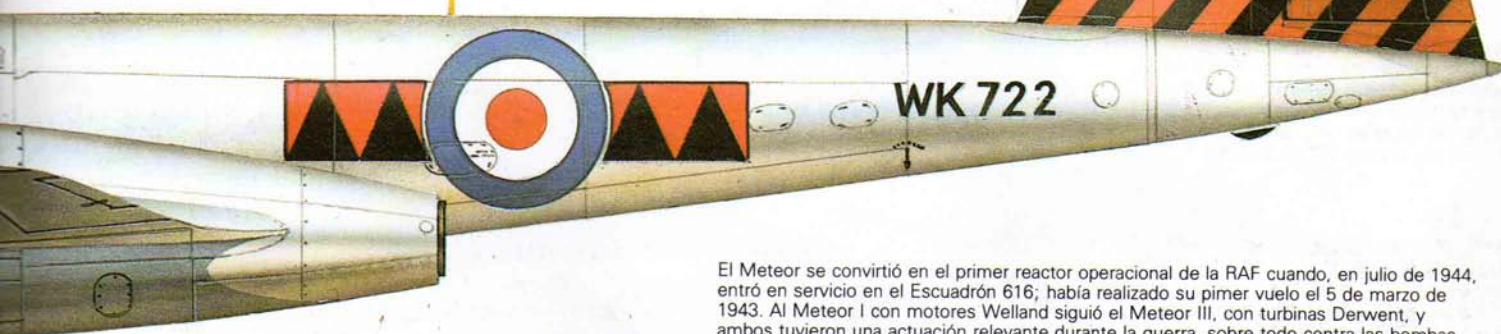 WK 722
El Meteor se convirtió en el primer reactor operacional de la RAF cuando, en julio de 1944,
entró en servicio en el Escuadrón 616; había realizado su pimer vuelo el 5 de marzo de
1943. Al Meteor I con motores Welland siguió el Meteor III, con turbinas Derwent, y
ambos tuvieron una actuación relevante durante la guerra, sobre todo contra las bombas